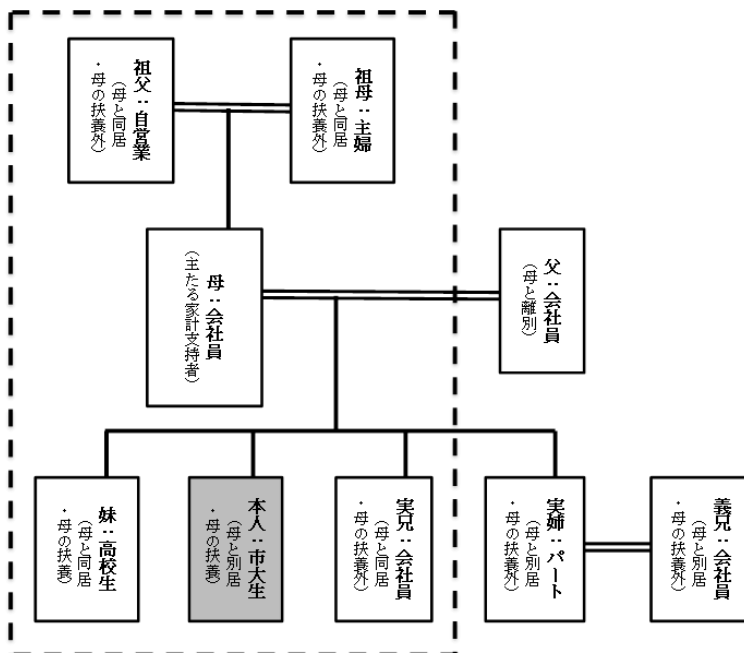 祖父：自営業
（母と同居
・母の扶養外）
祖母：主婦
（母と同居
・母の扶養外）
母：会社員
（主たる家計支持者）
父：会社員
（母と離別）
妹：高校生
（母と同居
・母の扶養）
本人：市大生
（母と別居
・母の扶養）
実兄：会社員
（母と同居
・母の扶養外）
実姉：パート
（母と別居
・母の扶養外）
義兄：会社員
（母と別居
・母の扶養外）